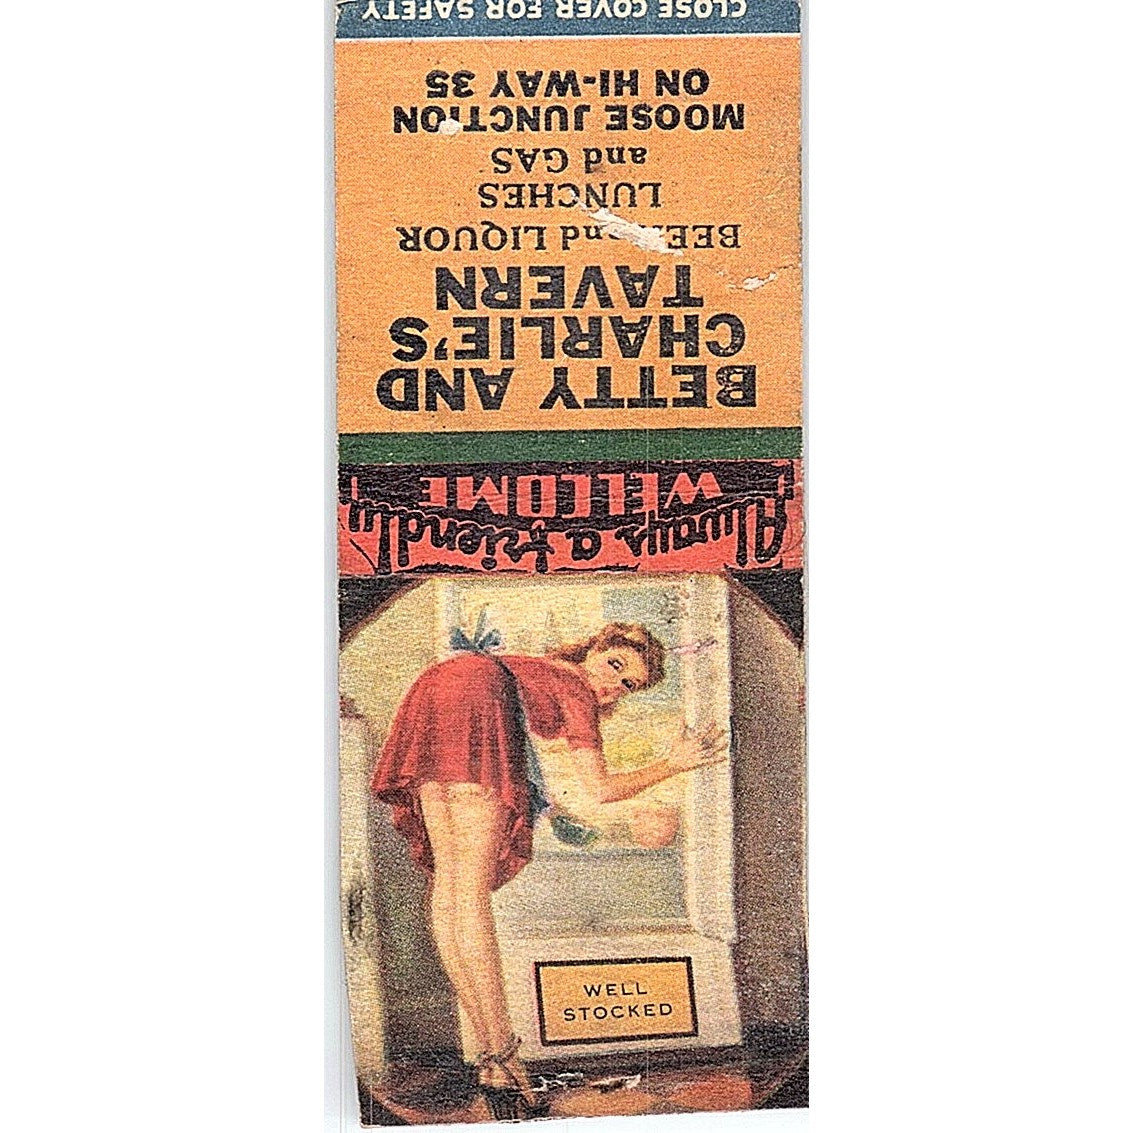 WELL
STOCKED
Always a friendly
WELCOME
BETTY AND
CHARLIE'S
TAVERN
BEER and LIQUOR
LUNCHES
and GAS
MOOSE JUNCTION
ON HI-WAY 35
CLOSE COVER FOR SAFETY